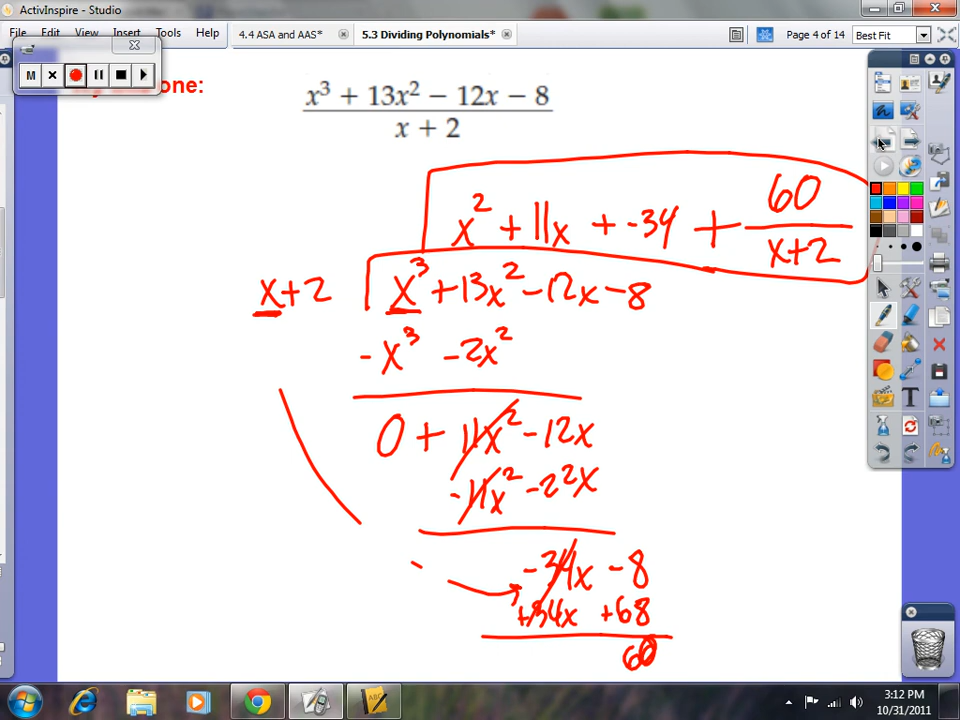 ActivInspire - Studio
File Edit View Insert Tools Help
4.4 ASA and AAS*
5.3 Dividing Polynomials*
Page 4 of 14
Best Fit
M
one:
x³ + 13x² − 12x − 8
x + 2
x² + 11x + -34 + 60
x+2
x+2 x³ +13x² -12x -8
-x³ -2x²
0 + 11x² -12x
-11x² -22x
-34x -8
+34x +68
60
T
ABC
3:12 PM
10/31/2011